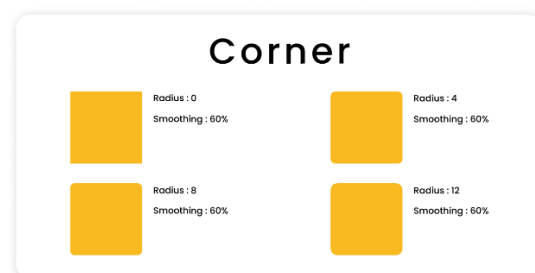 Corner
Radius : 0
Smoothing : 60%
Radius : 4
Smoothing : 60%
Radius : 8
Smoothing : 60%
Radius : 12
Smoothing : 60%